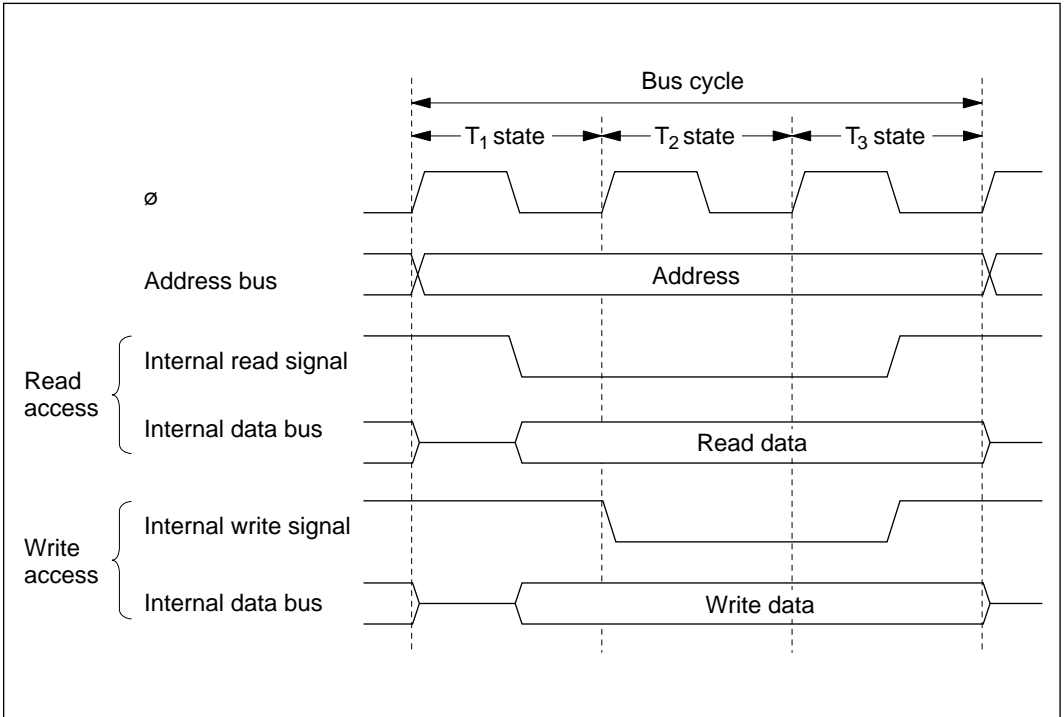 Bus cycle
T₁ state
T₂ state
T₃ state
ø
Address bus
Address
Read
access
Internal read signal
Internal data bus
Read data
Write
access
Internal write signal
Internal data bus
Write data